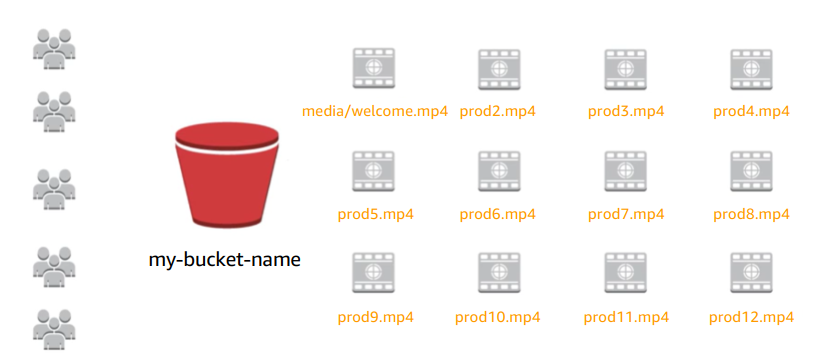 media/welcome.mp4 prod2.mp4 prod3.mp4 prod4.mp4
prod5.mp4 prod6.mp4 prod7.mp4 prod8.mp4
my-bucket-name
prod9.mp4 prod10.mp4 prod11.mp4 prod12.mp4